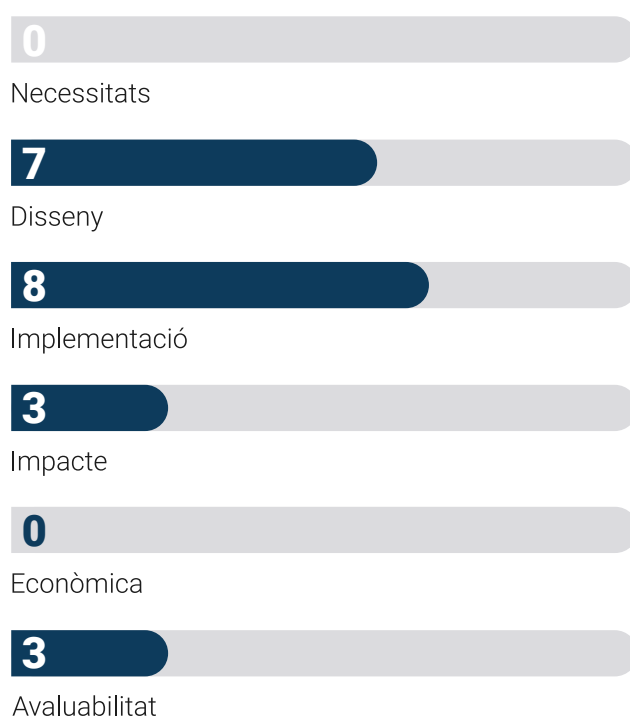 0
Necessitats
7
Disseny
8
Implementació
3
Impacte
0
Econòmica
3
Avaluabilitat